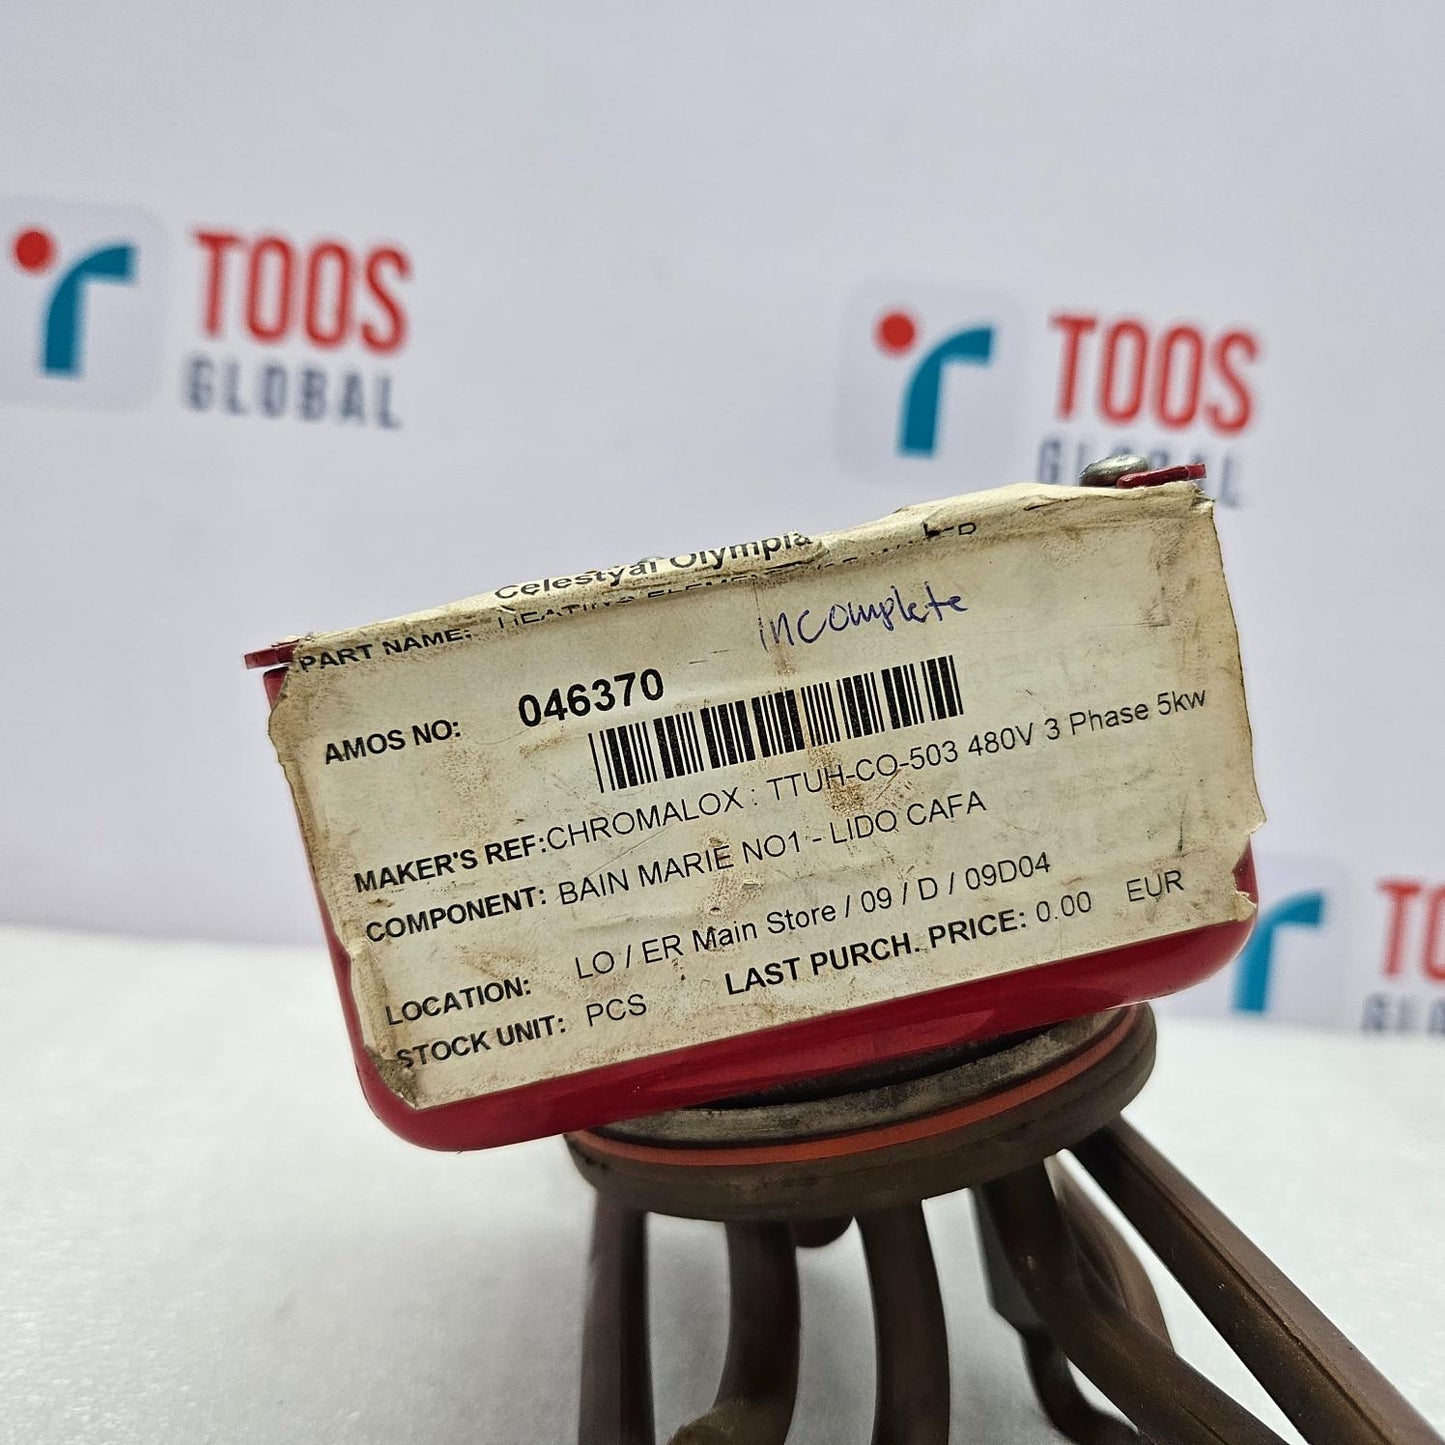 TOOS
GLOBAL
TOOS
GLOBAL
Celestyal Olympia
PART NAME: HEATING ELEMENT
incomplete
AMOS NO: 046370
MAKER'S REF: CHROMALOX : TTUH-CO-503 480V 3 Phase 5kw
COMPONENT: BAIN MARIE NO1 - LIDO CAFA
LOCATION: LO / ER Main Store / 09 / D / 09D04
STOCK UNIT: PCS LAST PURCH. PRICE: 0.00 EUR